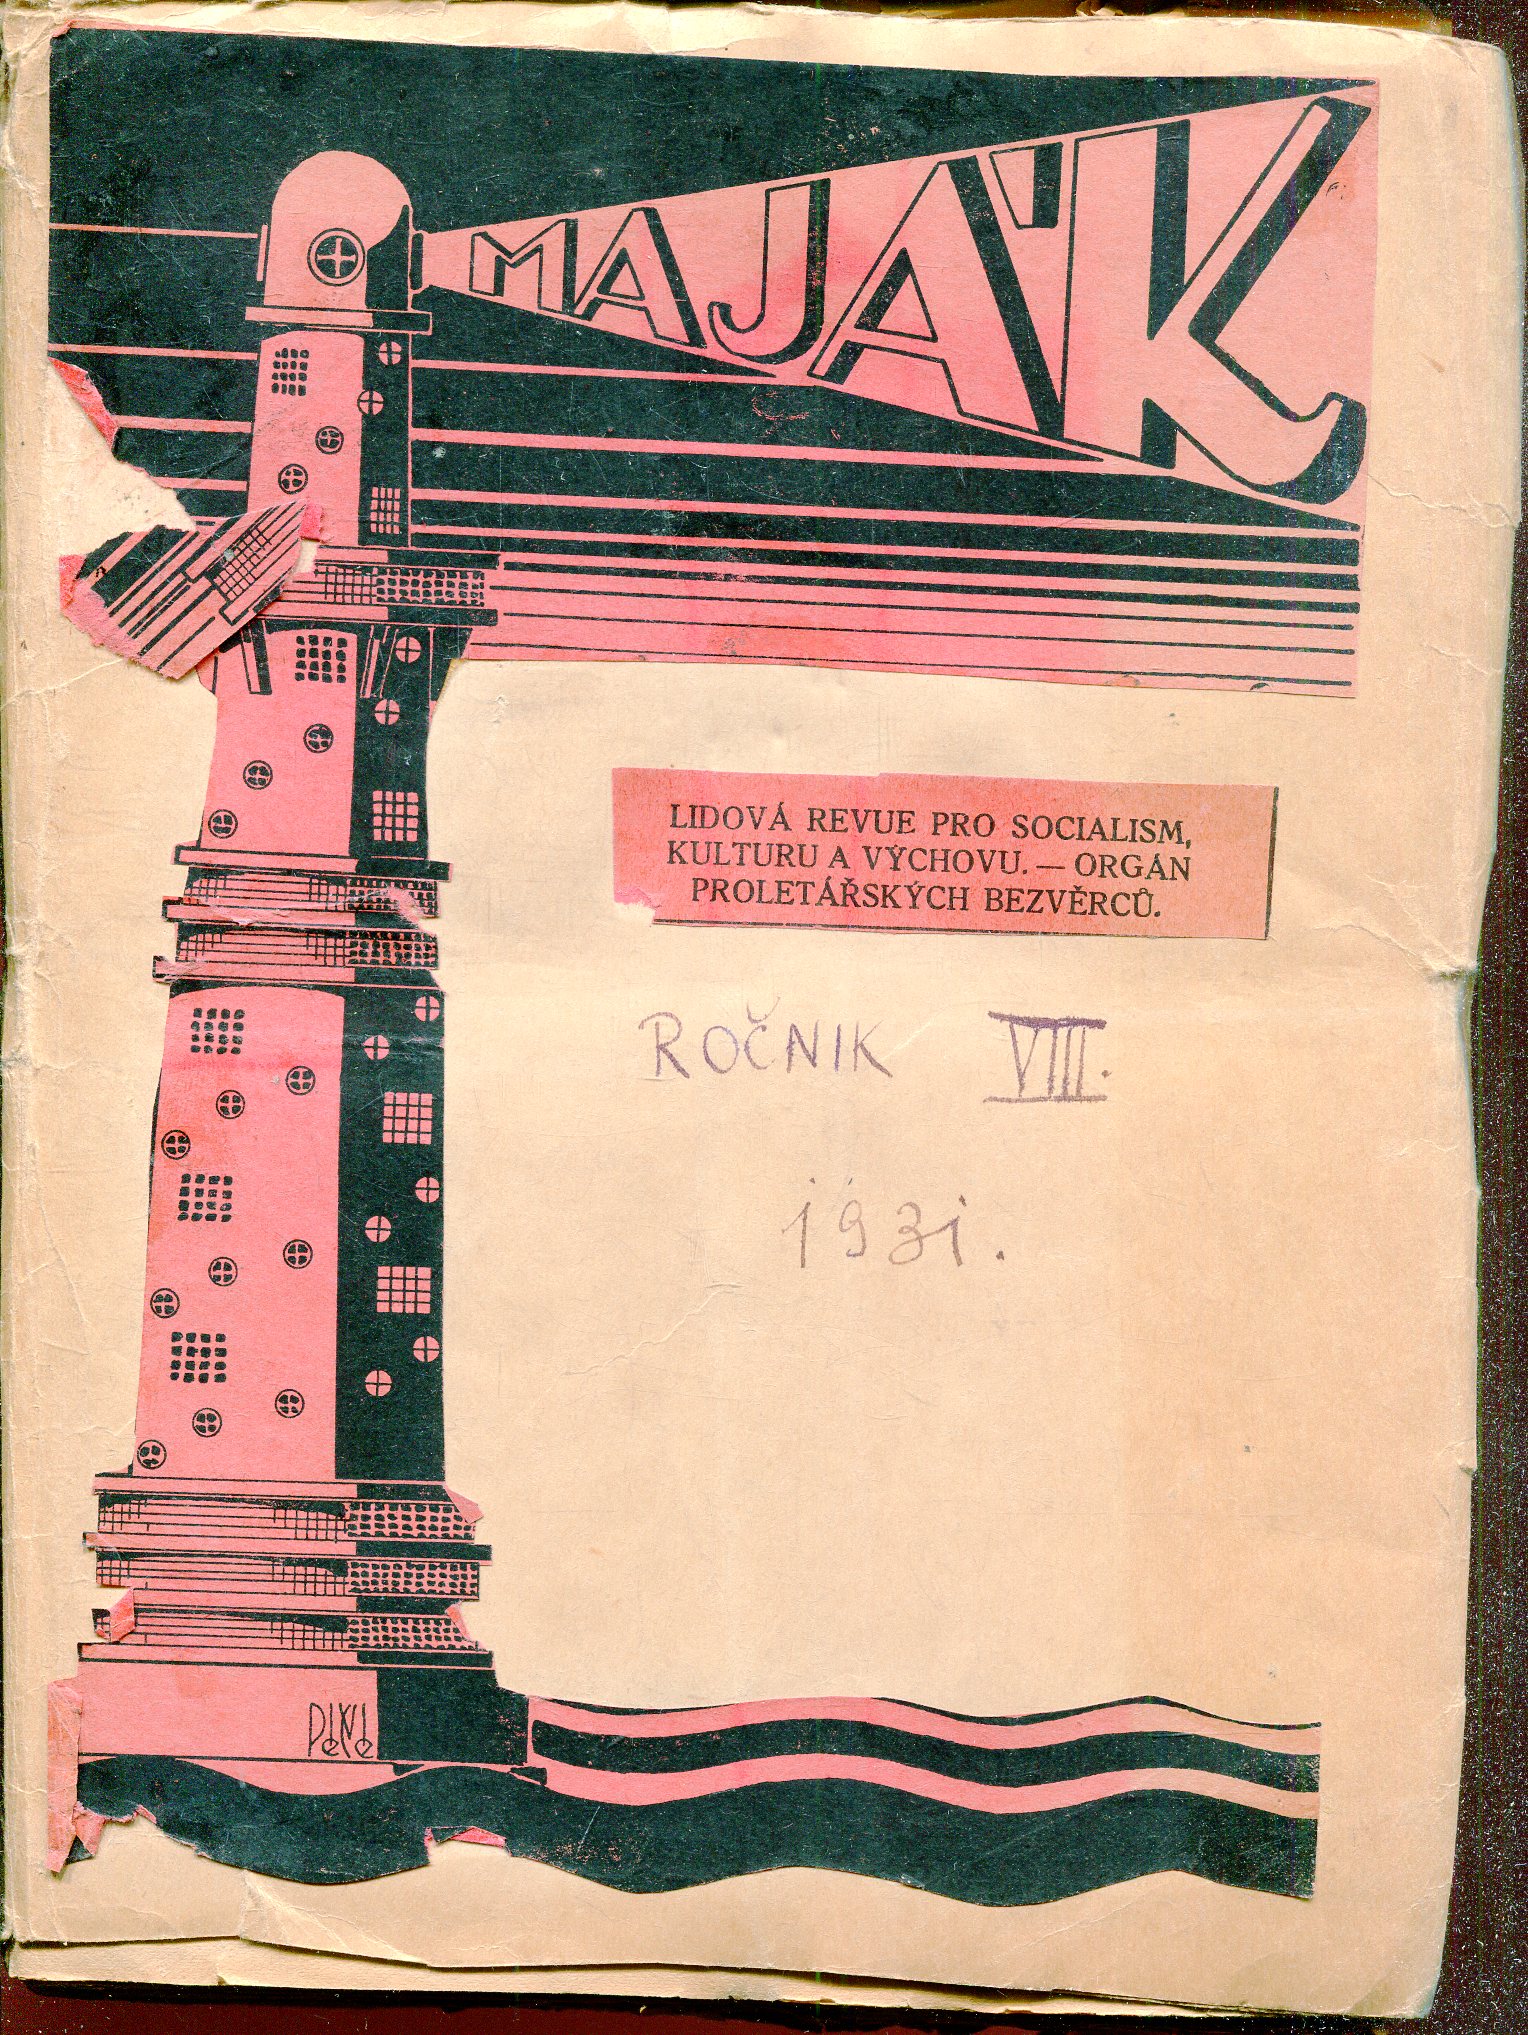 MAJÁK
LIDOVÁ REVUE PRO SOCIALISM,
KULTURU A VÝCHOVU. — ORGÁN
PROLETÁŘSKÝCH BEZVĚRCŮ.
ROČNIK VIII.
1931.